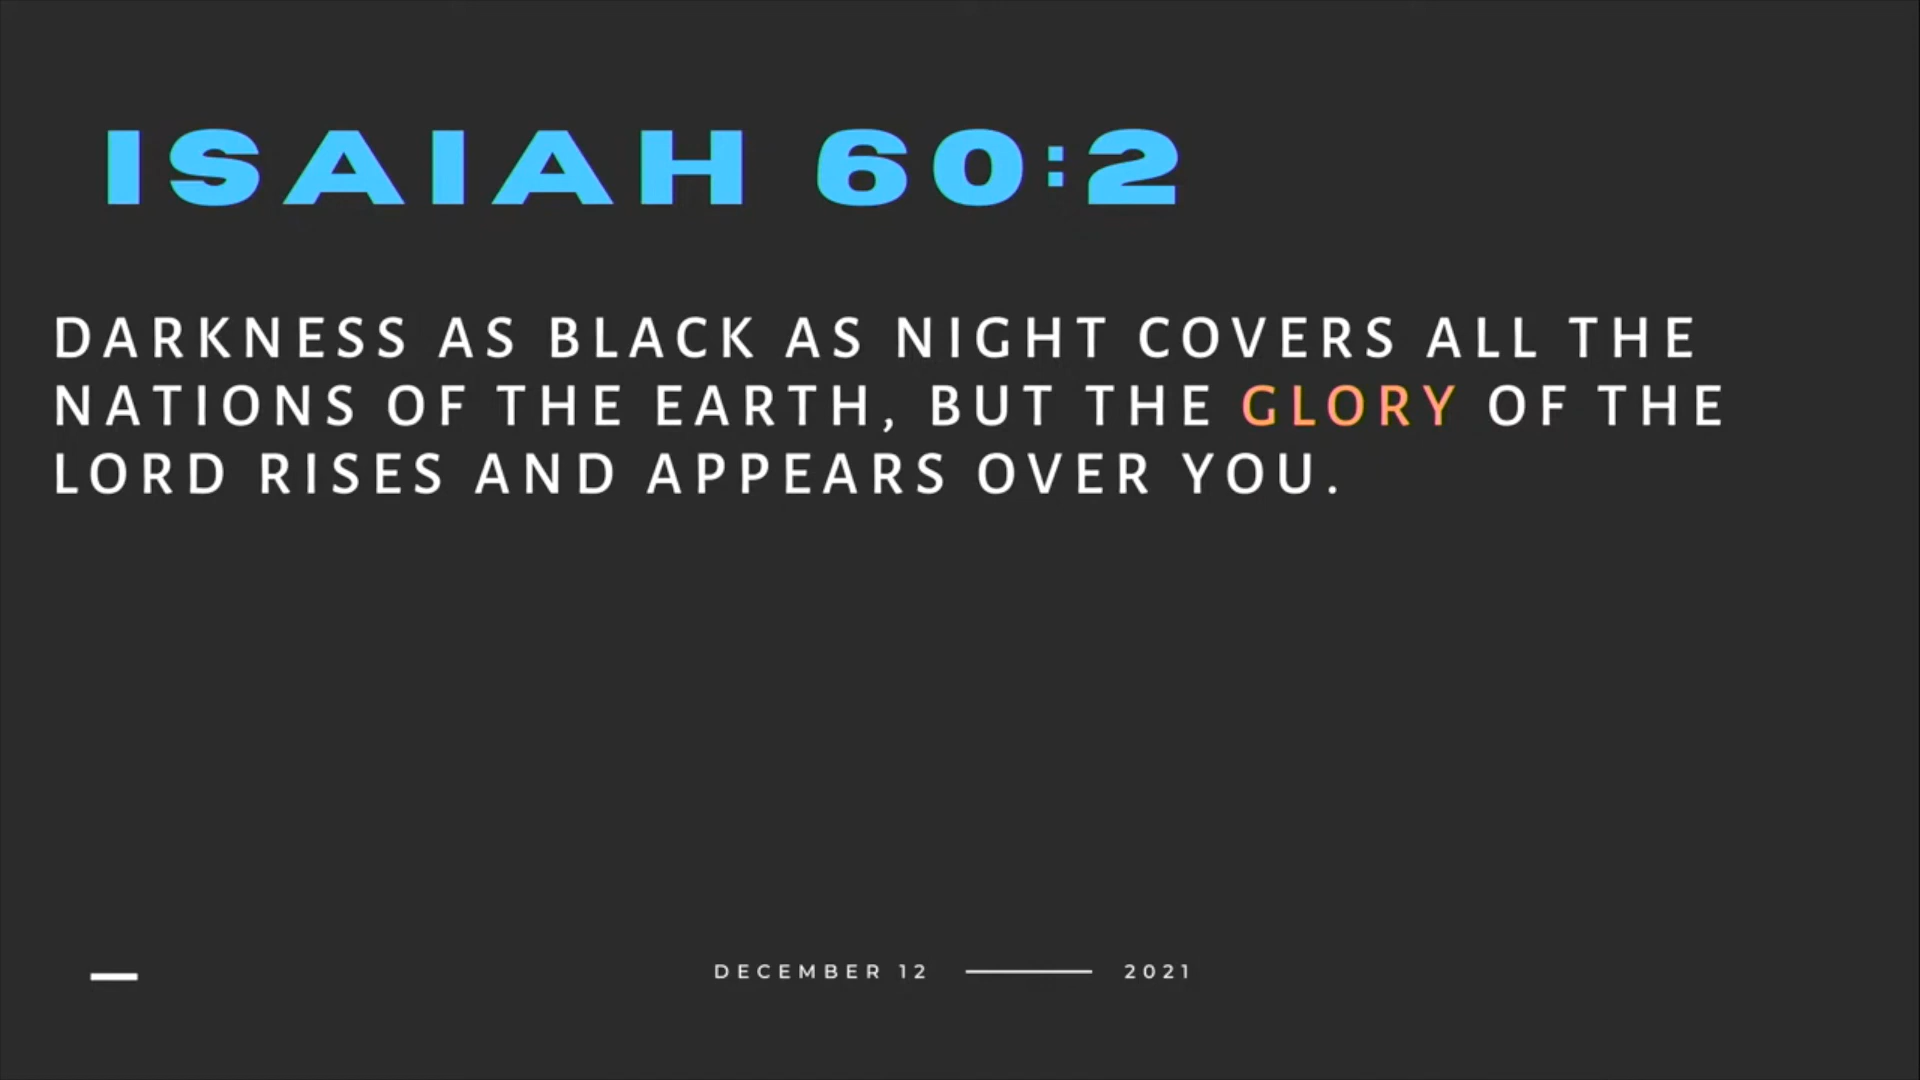 ISAIAH 60:2
DARKNESS AS BLACK AS NIGHT COVERS ALL THE
NATIONS OF THE EARTH, BUT THE GLORY OF THE
LORD RISES AND APPEARS OVER YOU.
DECEMBER 12 2021